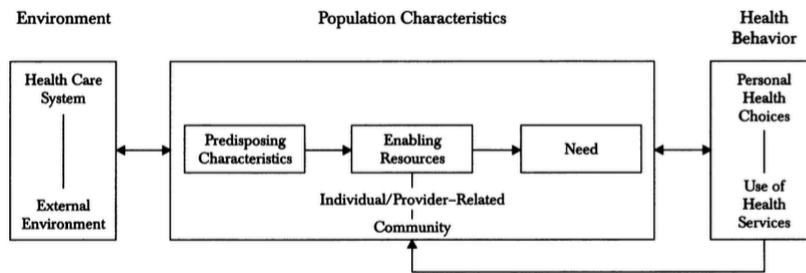 Environment
Population Characteristics
Health
Behavior
Health Care
System
External
Environment
Predisposing
Characteristics
Enabling
Resources
Need
Individual/Provider–Related
Community
Personal
Health
Choices
Use of
Health
Services